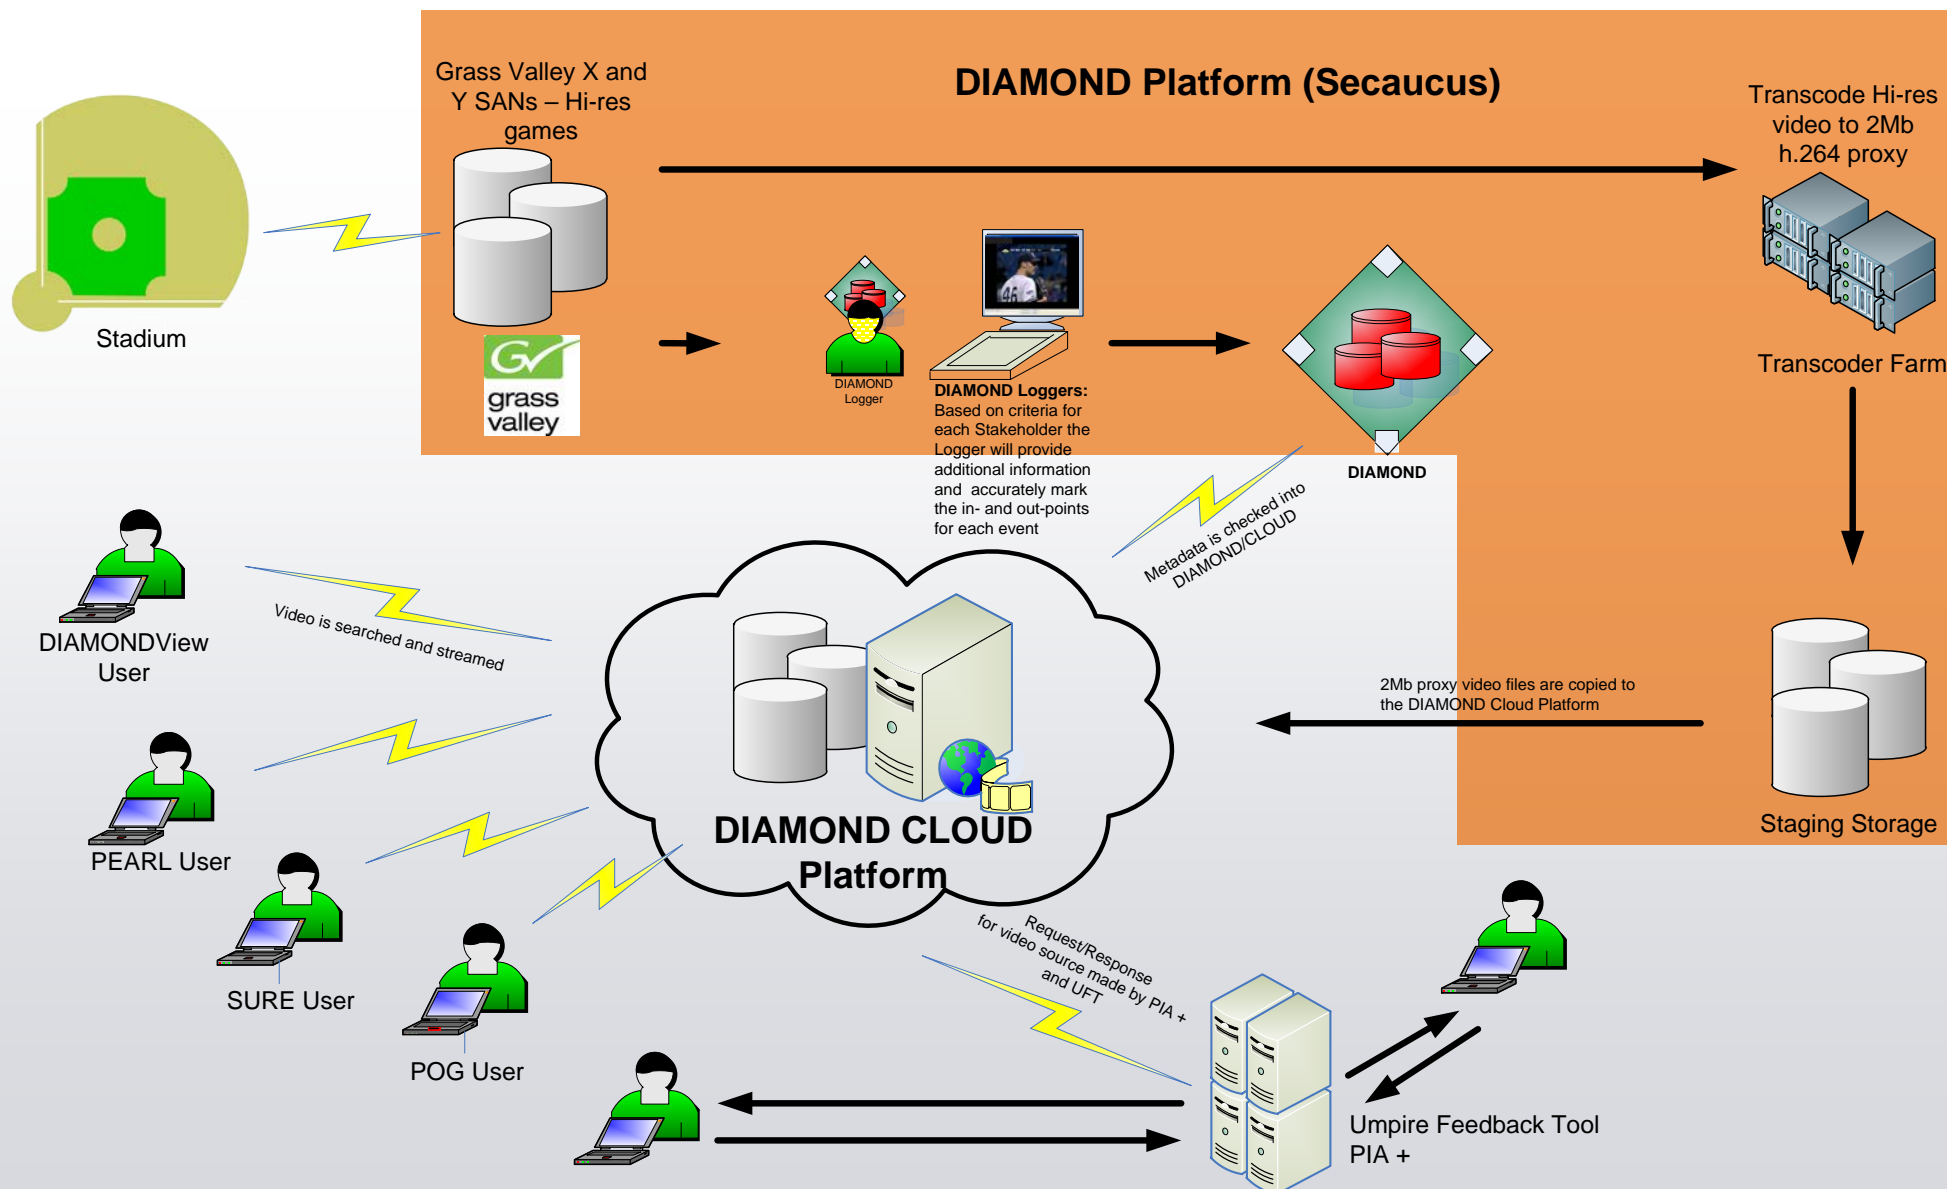 Grass Valley X and
Y SANs – Hi-res
games
DIAMOND Platform (Secaucus)
Transcode Hi-res
video to 2Mb
h.264 proxy
Stadium
GV
grass
valley
46
DIAMOND
Logger
DIAMOND Loggers:
Based on criteria for
each Stakeholder the
Logger will provide
additional information
and accurately mark
the in- and out-points
for each event
DIAMOND
Transcoder Farm
Metadata is checked into
DIAMOND/CLOUD
DIAMONDView
User
Video is searched and streamed
2Mb proxy video files are copied to
the DIAMOND Cloud Platform
Staging Storage
PEARL User
DIAMOND CLOUD
Platform
SURE User
POG User
Request/Response
for video source made by PIA +
and UFT
Umpire Feedback Tool
PIA +